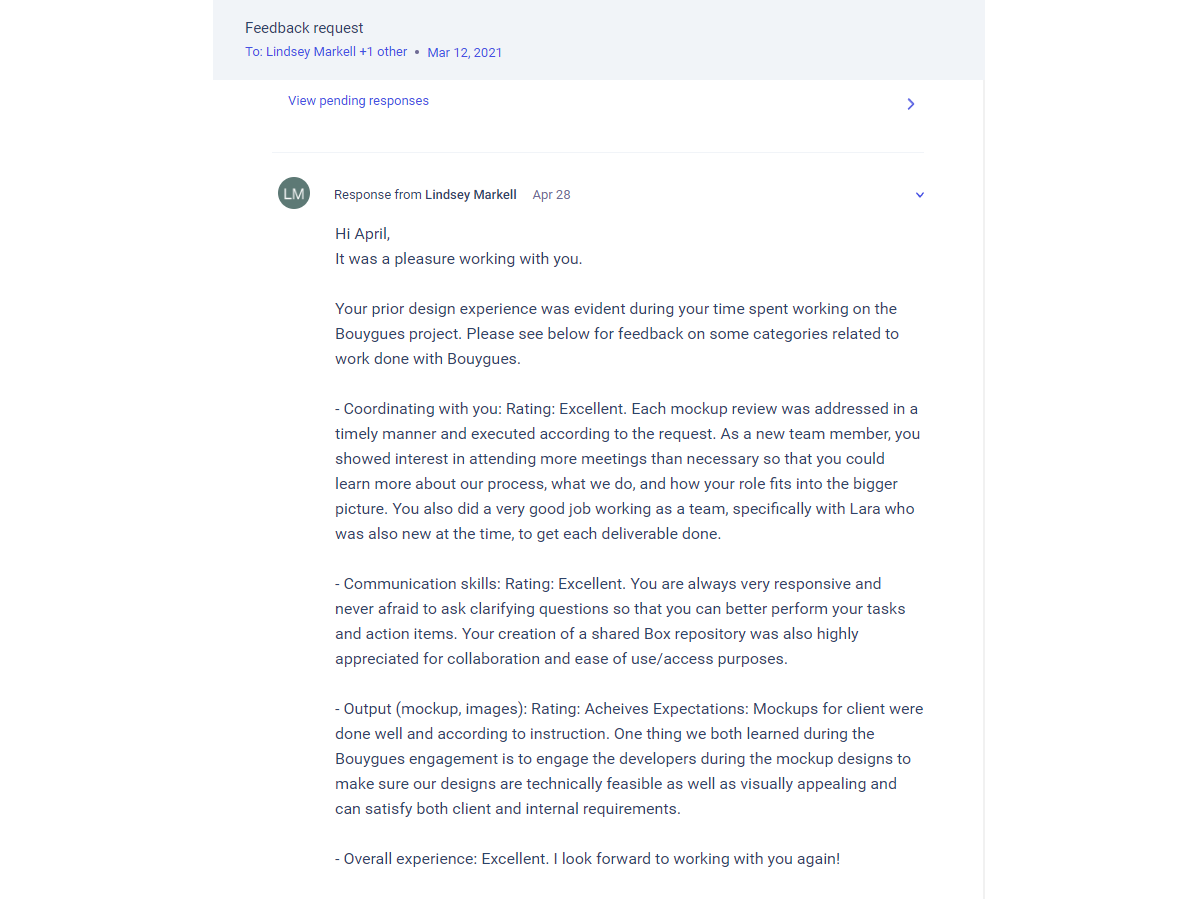 Feedback request
To: Lindsey Markell +1 other • Mar 12, 2021
View pending responses
LM
Response from Lindsey Markell Apr 28
Hi April,
It was a pleasure working with you.
Your prior design experience was evident during your time spent working on the
Bouygues project. Please see below for feedback on some categories related to
work done with Bouygues.
- Coordinating with you: Rating: Excellent. Each mockup review was addressed in a
timely manner and executed according to the request. As a new team member, you
showed interest in attending more meetings than necessary so that you could
learn more about our process, what we do, and how your role fits into the bigger
picture. You also did a very good job working as a team, specifically with Lara who
was also new at the time, to get each deliverable done.
- Communication skills: Rating: Excellent. You are always very responsive and
never afraid to ask clarifying questions so that you can better perform your tasks
and action items. Your creation of a shared Box repository was also highly
appreciated for collaboration and ease of use/access purposes.
- Output (mockup, images): Rating: Acheives Expectations: Mockups for client were
done well and according to instruction. One thing we both learned during the
Bouygues engagement is to engage the developers during the mockup designs to
make sure our designs are technically feasible as well as visually appealing and
can satisfy both client and internal requirements.
- Overall experience: Excellent. I look forward to working with you again!